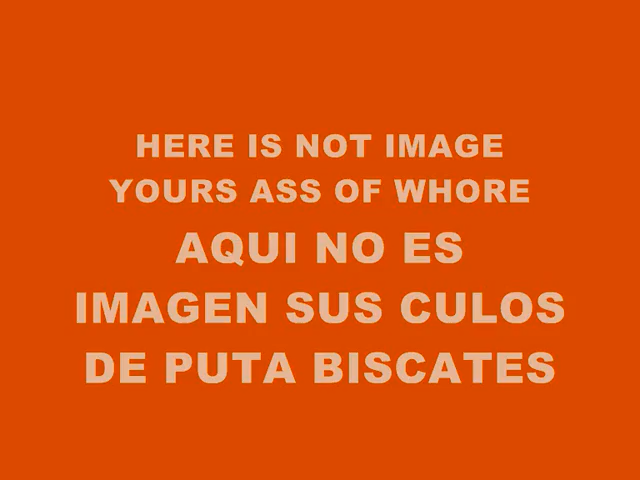 HERE IS NOT IMAGE
YOURS ASS OF WHORE
AQUI NO ES
IMAGEN SUS CULOS
DE PUTA BISCATES